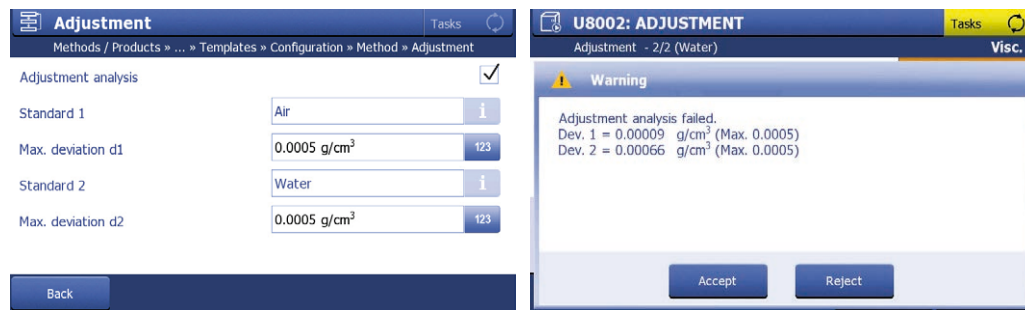 Adjustment
Tasks
Methods / Products » ... » Templates » Configuration » Method » Adjustment
Adjustment analysis
Standard 1 Air i
Max. deviation d1 0.0005 g/cm³ 123
Standard 2 Water i
Max. deviation d2 0.0005 g/cm³ 123
Back
U8002: ADJUSTMENT
Tasks
Adjustment - 2/2 (Water) Visc.
Warning
Adjustment analysis failed.
Dev. 1 = 0.00009 g/cm³ (Max. 0.0005)
Dev. 2 = 0.00066 g/cm³ (Max. 0.0005)
Accept Reject